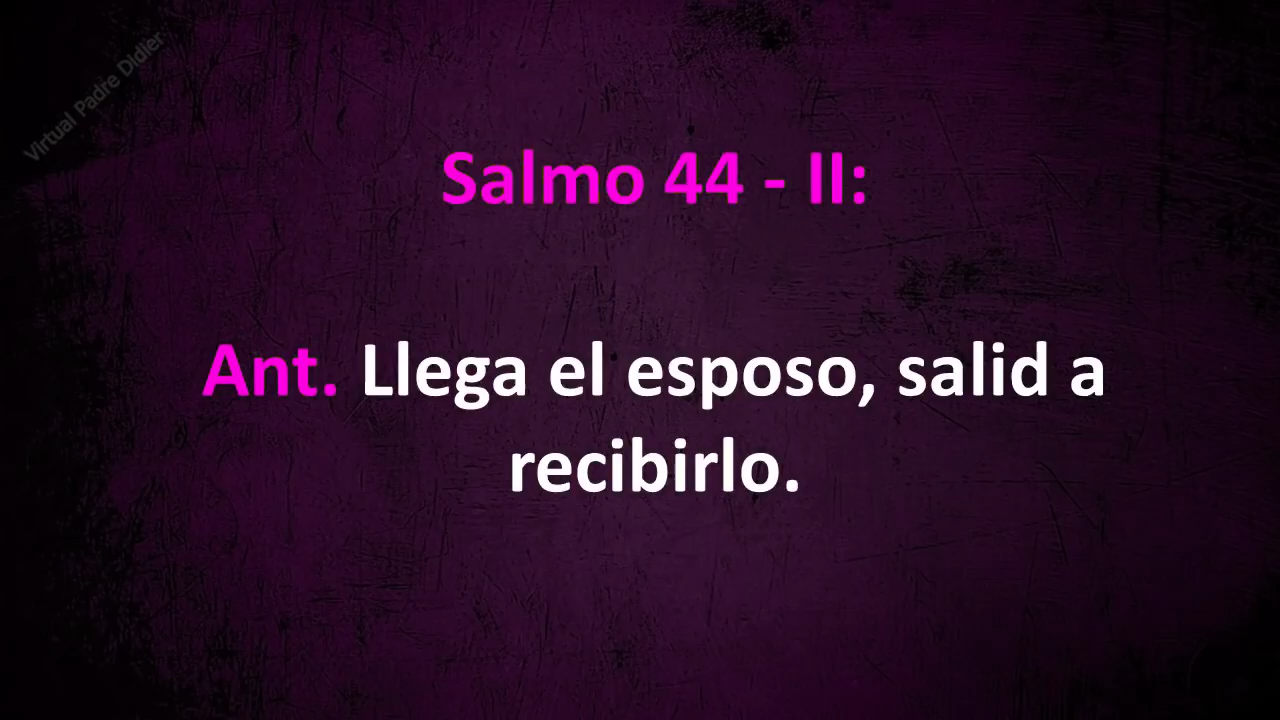 Virtual Padre Didier
Salmo 44 - II:
Ant. Llega el esposo, salid a
recibirlo.